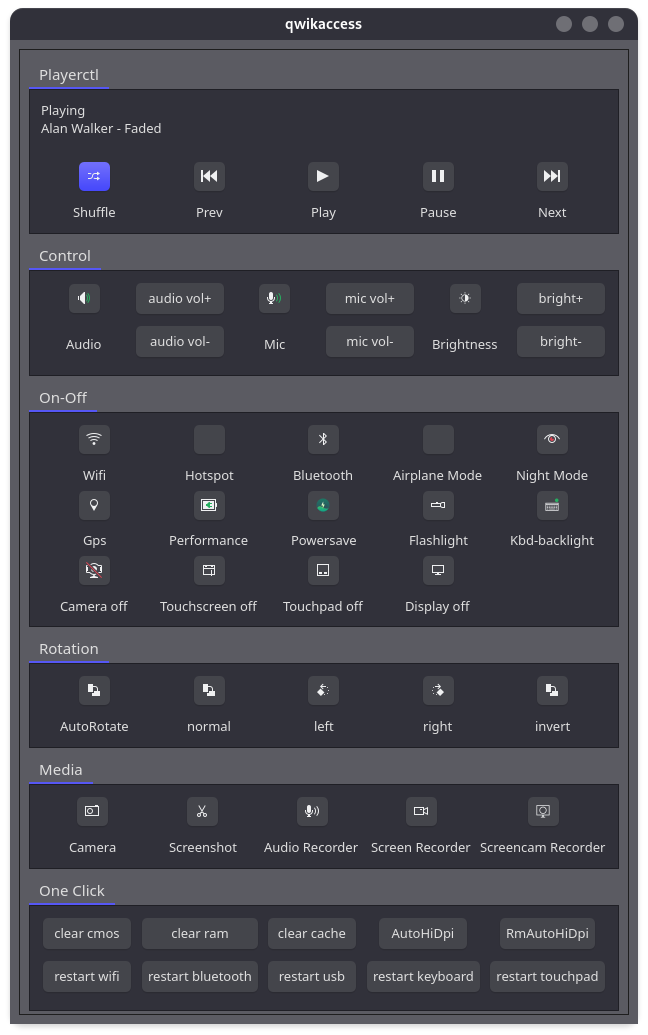 qwikaccess
Playerctl
Playing
Alan Walker - Faded
Shuffle Prev Play Pause Next
Control
audio vol+ mic vol+ bright+
Audio audio vol- Mic mic vol- Brightness bright-
On-Off
Wifi Hotspot Bluetooth Airplane Mode Night Mode
Gps Performance Powersave Flashlight Kbd-backlight
Camera off Touchscreen off Touchpad off Display off
Rotation
AutoRotate normal left right invert
Media
Camera Screenshot Audio Recorder Screen Recorder Screencam Recorder
One Click
clear cmos clear ram clear cache AutoHiDpi RmAutoHiDpi
restart wifi restart bluetooth restart usb restart keyboard restart touchpad